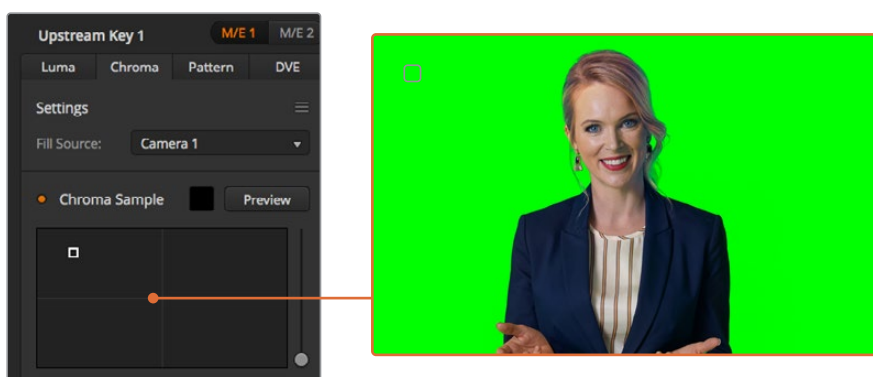 Upstream Key 1 M/E 1 M/E 2
Luma Chroma Pattern DVE
Settings
Fill Source: Camera 1
Chroma Sample Preview